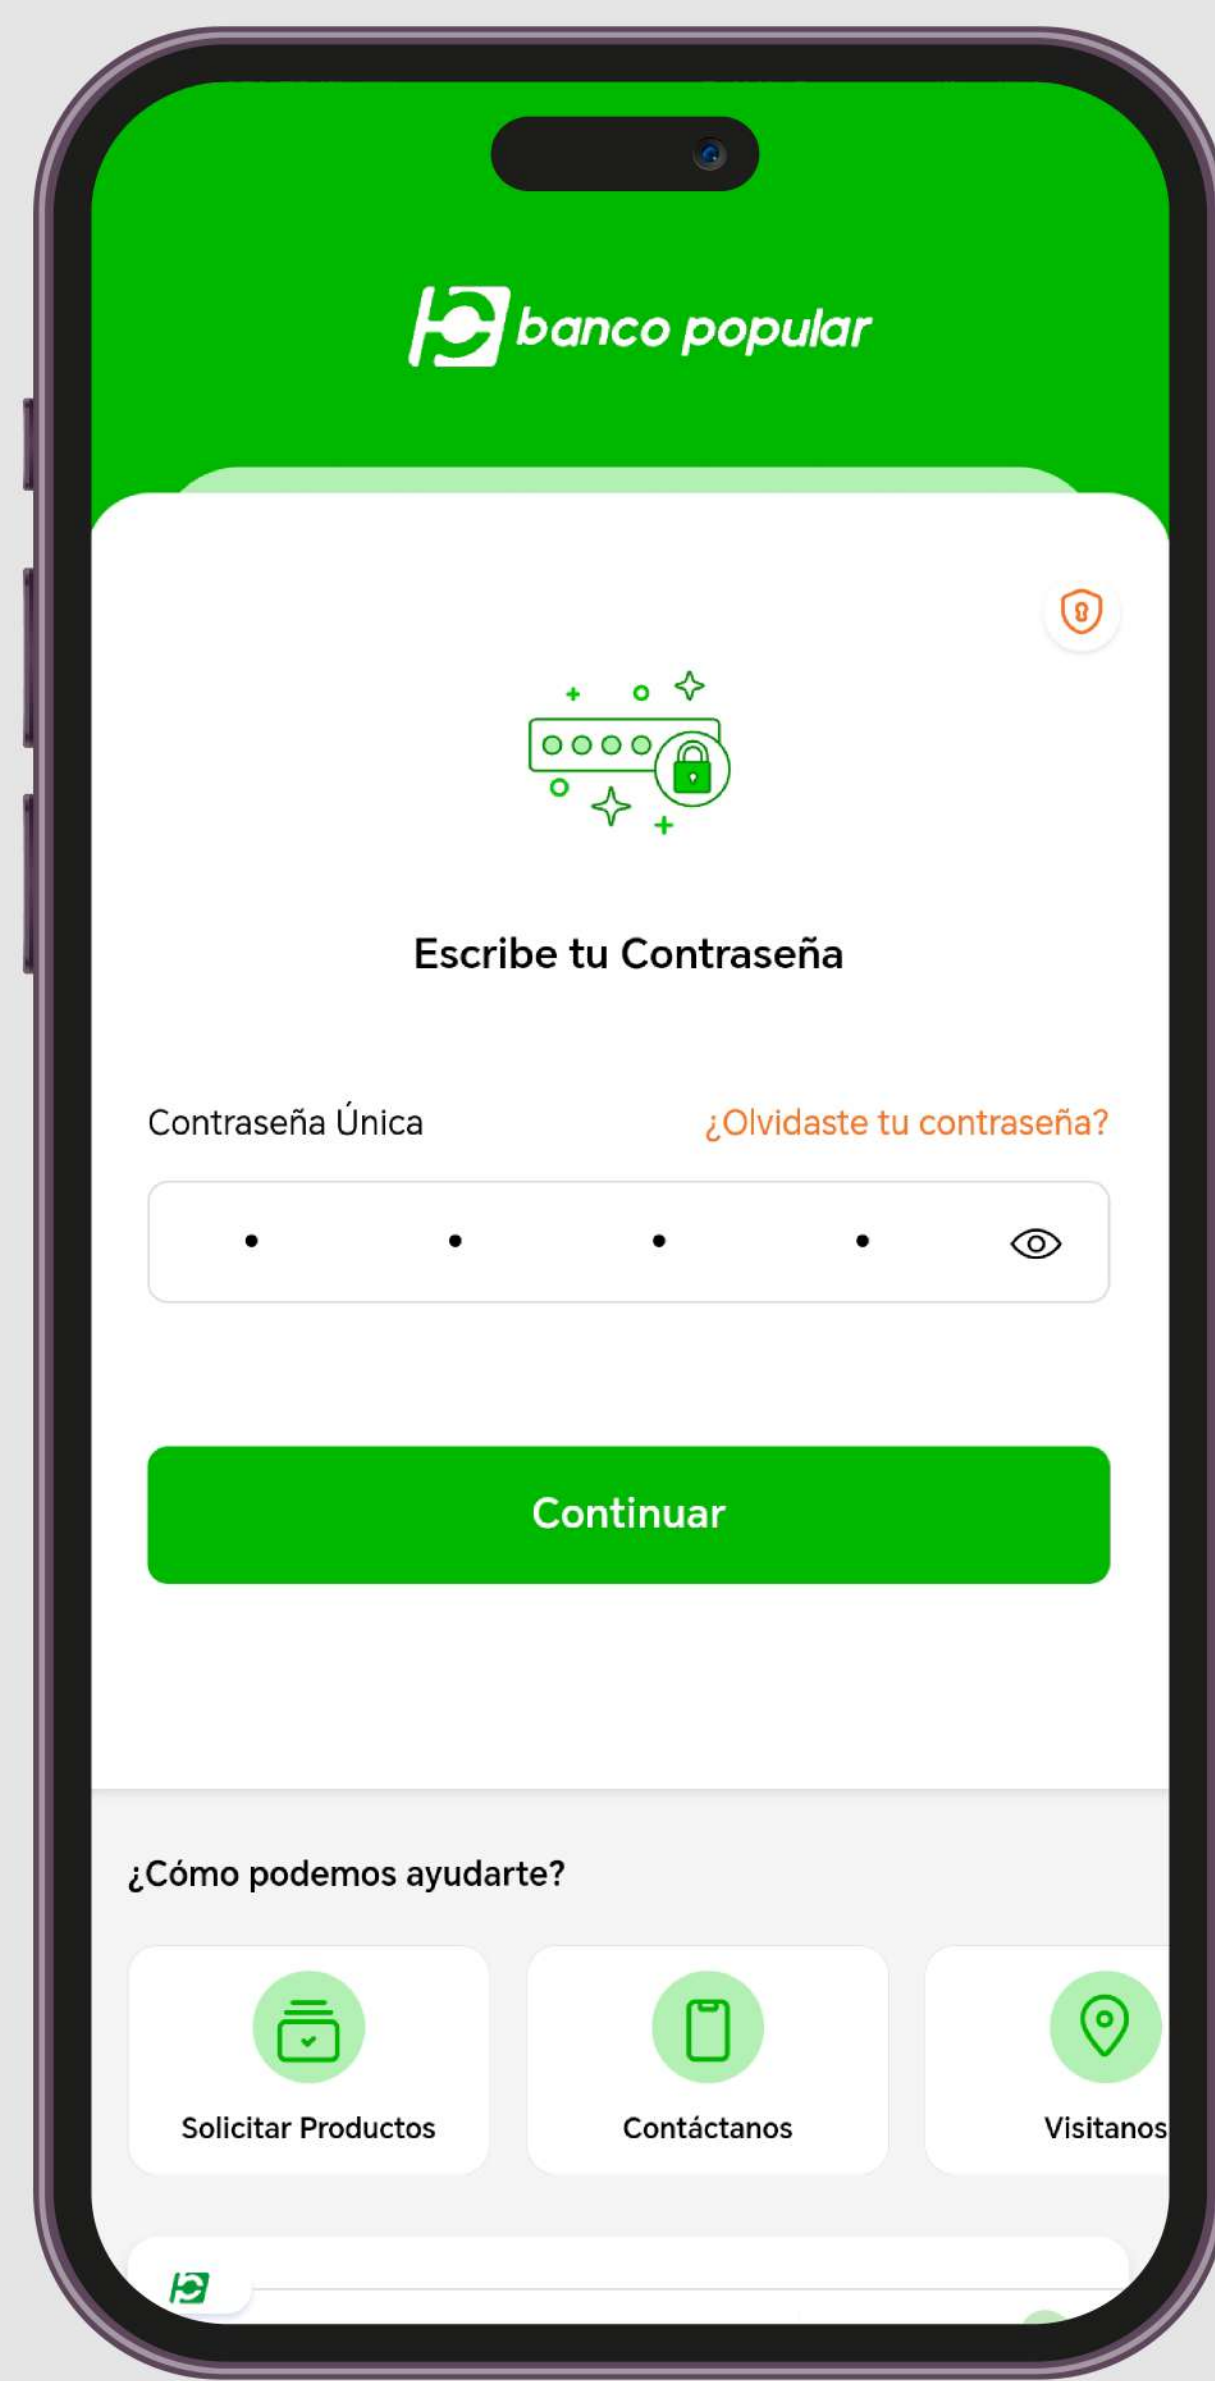 banco popular
Escribe tu Contraseña
Contraseña Única
¿Olvidaste tu contraseña?
Continuar
¿Cómo podemos ayudarte?
Solicitar Productos
Contáctanos
Visitanos